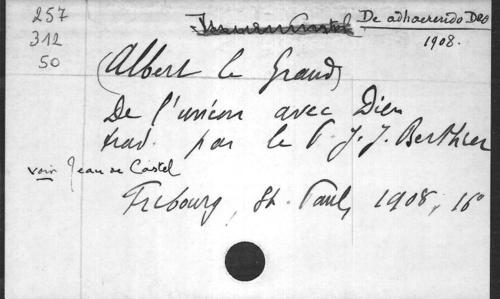 257
312
50
De adhaerendo DEO
1908.
(Albert le Grand)
De l'union avec Dieu
trad. par le P. J. J. Berthier
voir Jean de Castel
Fribourg, St. Paul, 1908, 16°